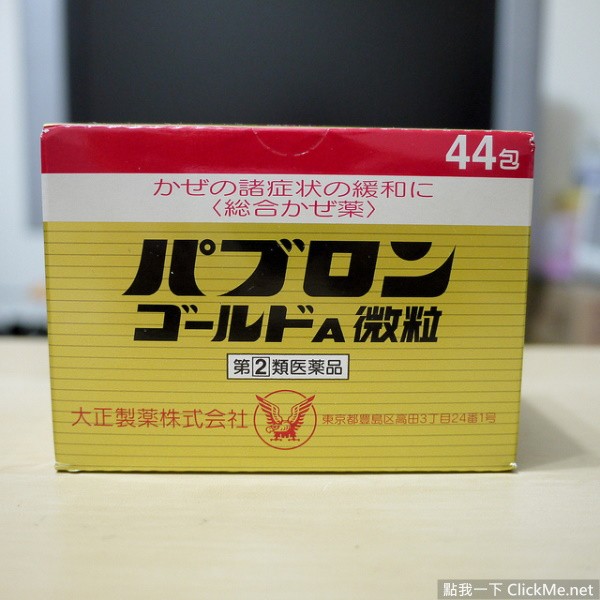 44包
かぜの諸症状の緩和に
〈総合かぜ薬〉
パブロン
ゴールドA微粒
第②類医薬品
大正製薬株式会社
東京都豊島区高田3丁目24番1号
點我一下 ClickMe.net